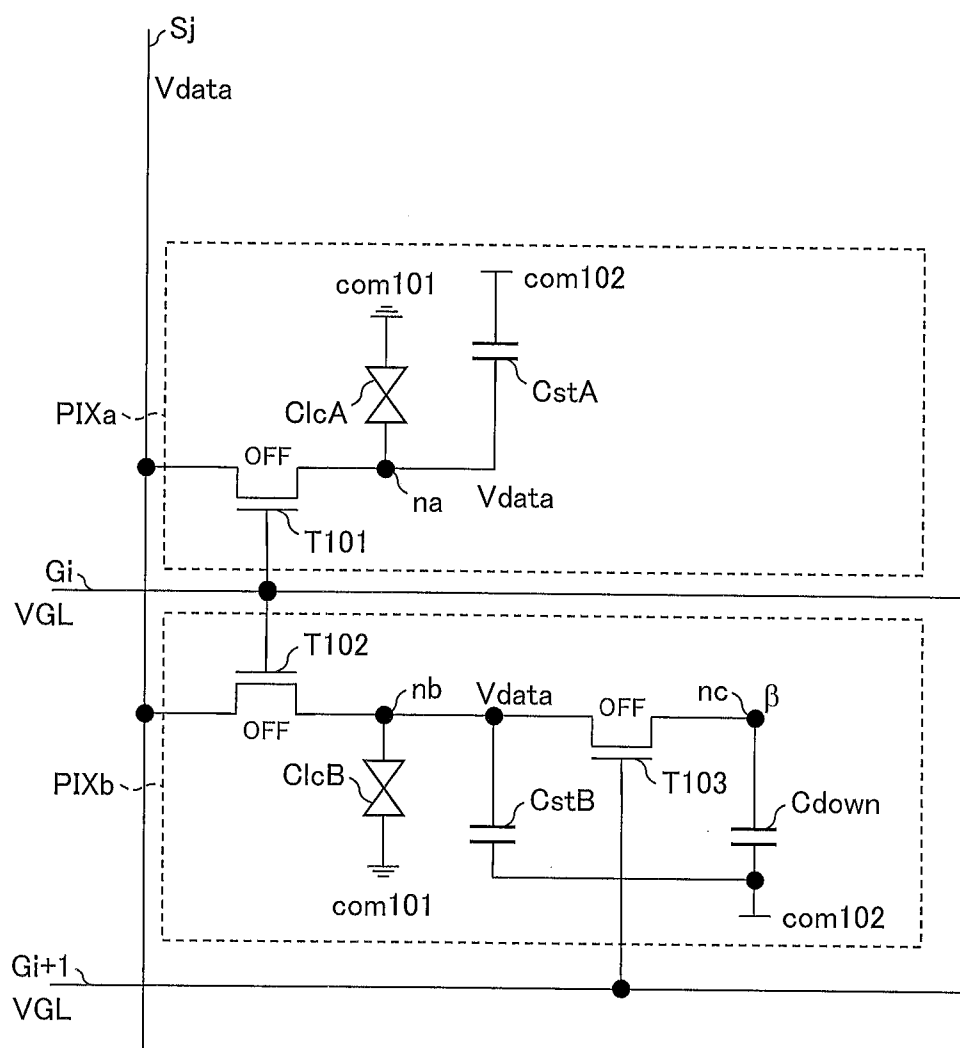 Sj
Vdata
com101
com102
ClcA
CstA
PIXa
OFF
na
Vdata
T101
Gi
VGL
T102
nb
Vdata
OFF
nc
β
OFF
ClcB
CstB
T103
Cdown
PIXb
com101
com102
Gi+1
VGL